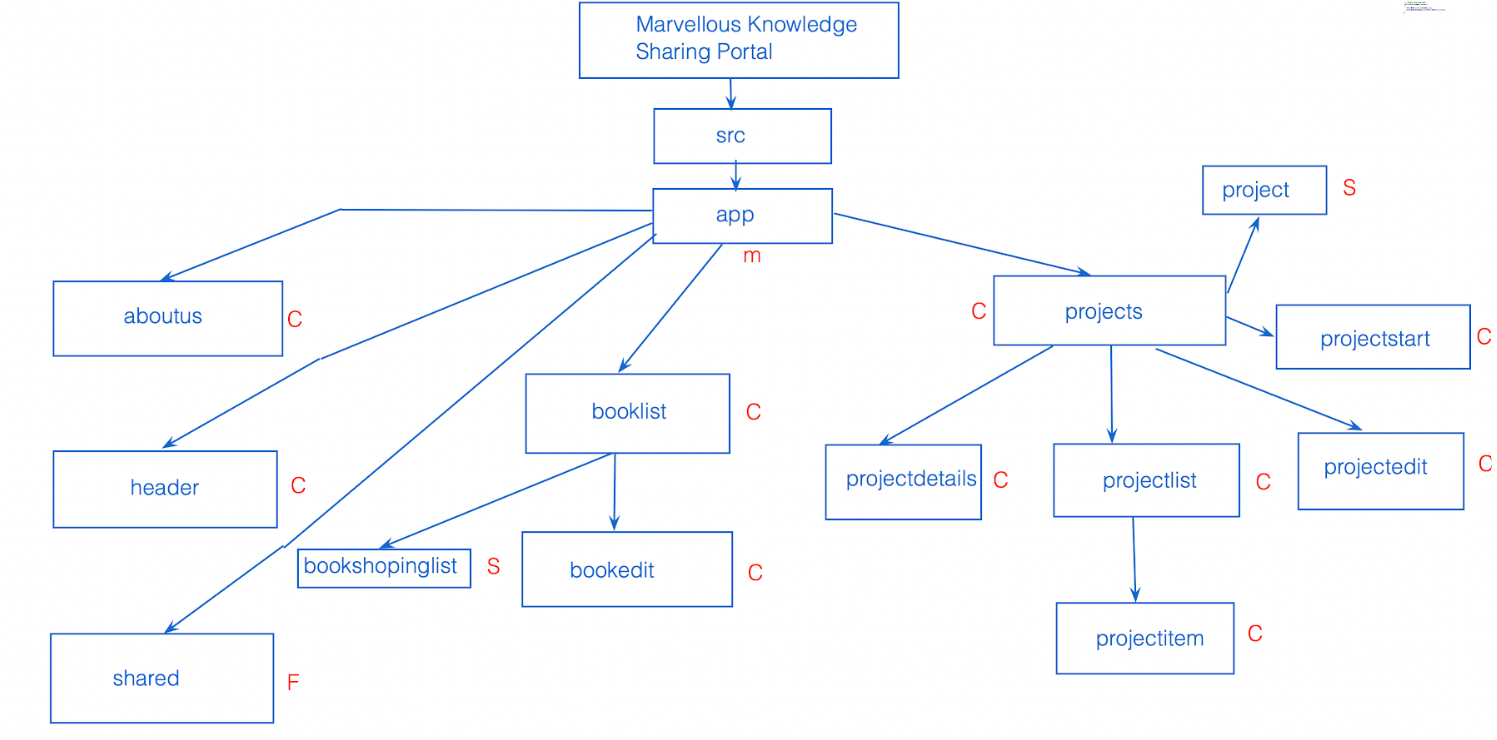 Marvellous Knowledge
Sharing Portal
src
app
m
project
S
aboutus
C
projects
C
projectstart
C
header
C
booklist
C
projectdetails
C
projectlist
C
projectedit
C
bookshopinglist
S
bookedit
C
projectitem
C
shared
F